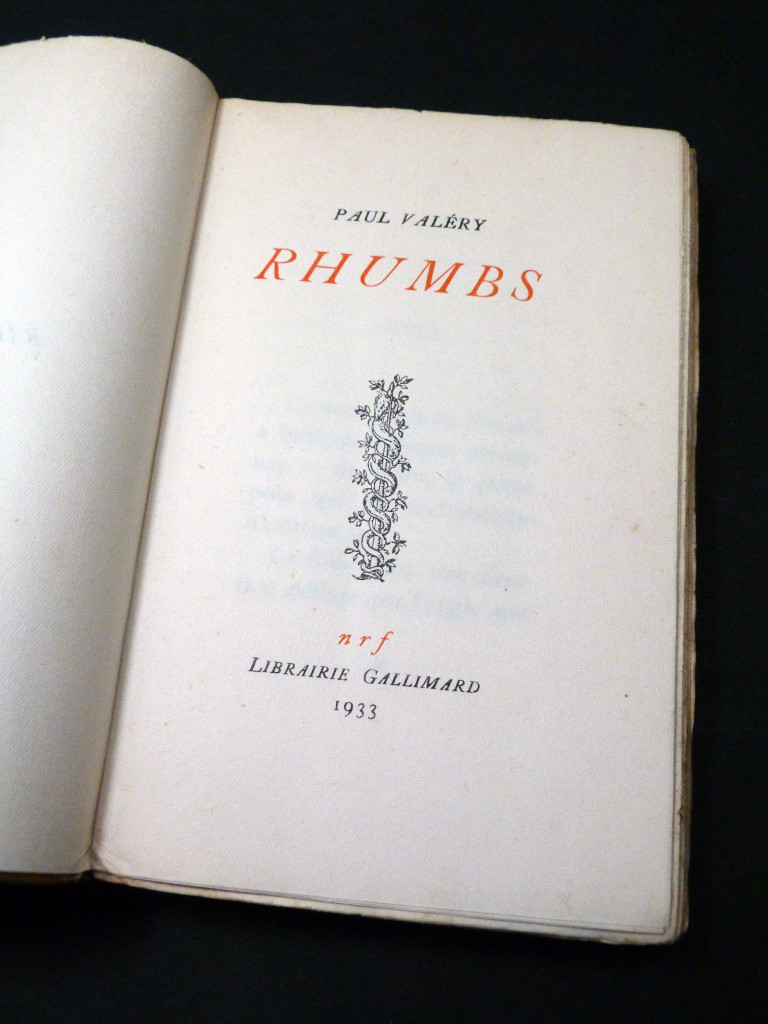 PAUL VALÉRY
RHUMBS
nrf
LIBRAIRIE GALLIMARD
1933